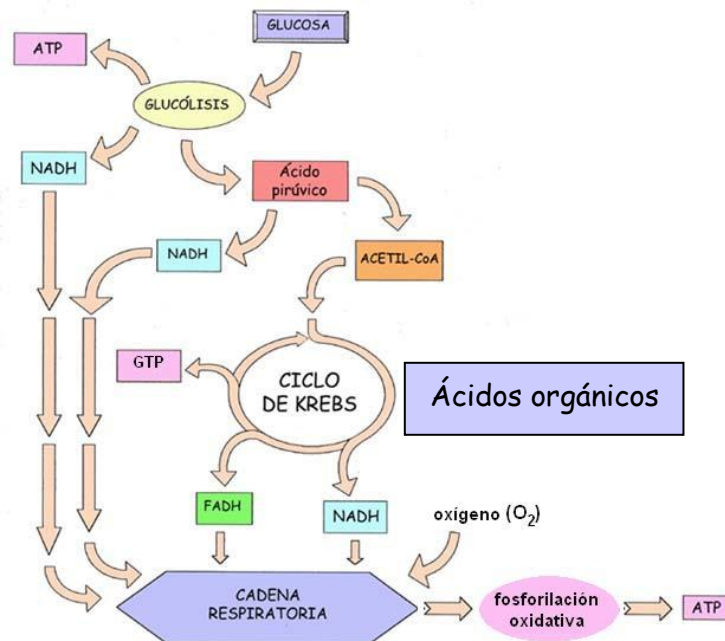 GLUCOSA
ATP
GLUCÓLISIS
NADH
Ácido
pirúvico
NADH
ACETIL-CoA
GTP
CICLO
DE KREBS
Ácidos orgánicos
FADH
NADH
oxígeno (O₂)
CADENA
RESPIRATORIA
fosforilación
oxidativa
ATP